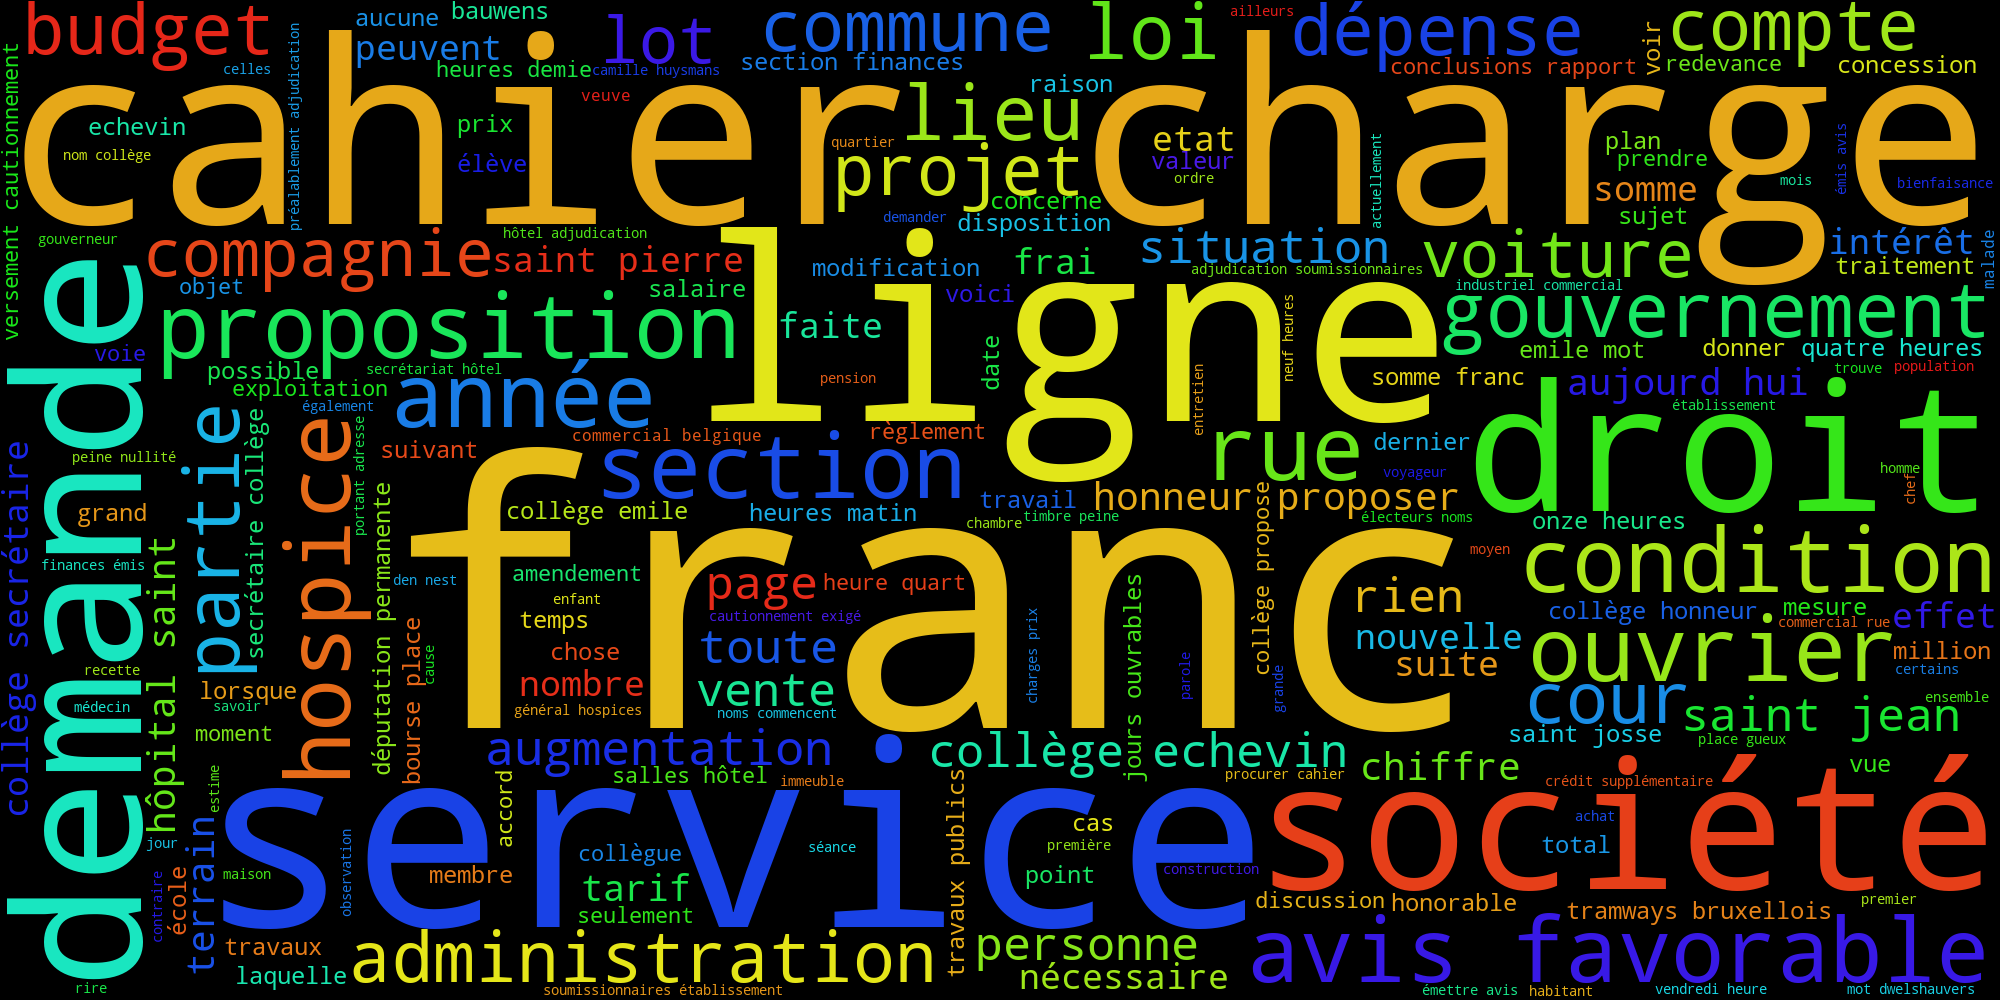 budget
aucune
bauwens
peuvent
lot
commune
loi
ailleurs
dépense
voir
compte
celles
heures demie
camille huysmans
section finances
raison
conclusions rapport
redevance
concession
cahier charge
veuve
echevin
nom collège
préalablement adjudication
versement cautionnement
prix
élève
quartier
lieu
projet
etat
valeur
ordre
actuellement
plan
prendre
somme
mois
émis avis
bienfaisance
sujet
concerne
demander
disposition
gouverneur
compagnie
hôtel adjudication
saint pierre
modification
frai
situation
voiture
intérêt
traitement
malade
adjudication soumissionnaires
industriel commercial
objet
salaire
voici
ligne
proposition
faite
date
neuf heures
gouvernement
voie
emile mot
donner
quatre heures
possible
secrétariat hôtel
exploitation
pension
entretien
somme franc
aujourd hui
trouve
population
année
également
établissement
demande
partie
secrétaire collège
hospice
portant adresse
suivant
commercial belgique
règlement
rue
dernier
droit
peine nullité
section
voyageur
homme
chef
collège secrétaire
grand
travail
honneur proposer
collège emile
heures matin
chambre
timbre peine
électeurs noms
onze heures
députation permanente
franc
collège propose
moyen
condition
finances émis
hôpital saint
den nest
amendement
page
heure quart
enfant
rien
collège honneur
mesure
effet
temps
cautionnement exigé
charges prix
jours ouvrables
commercial rue
bourse place
cause
toute
nouvelle
ouvrier
million
chose
suite
recette
parole
certains
lorsque
nombre
vente
grande
cour
ensemble
savoir
médecin
général hospices
noms commencent
saint jean
moment
saint josse
place gueux
augmentation
collège echevin
chiffre
vue
salles hôtel
immeuble
procurer cahier
crédit supplémentaire
estime
service
accord
travaux publics
société
cas
achat
jour
terrain
observation
collègue
séance
première
total
maison
école
contraire
membre
tarif
point
construction
discussion
honorable
tramways bruxellois
premier
seulement
travaux
administration
personne
avis favorable
laquelle
nécessaire
rire
soumissionnaires établissement
émettre avis
habitant
vendredi heure
mot dwelshauvers